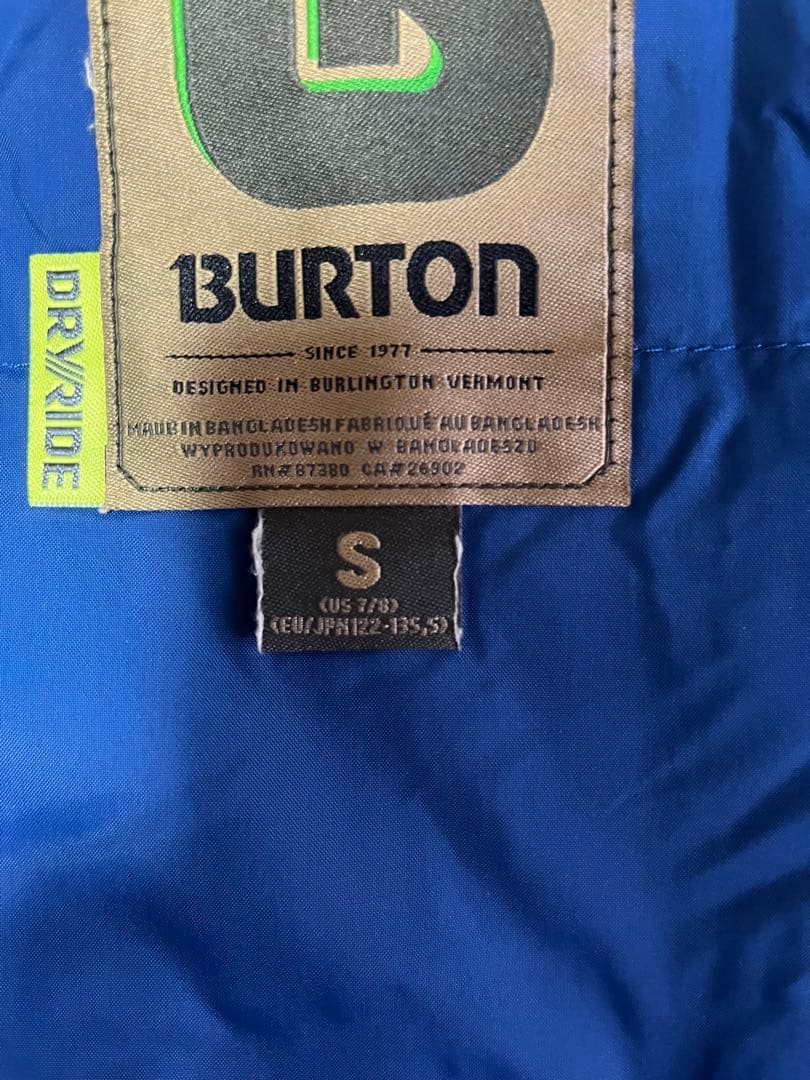 BURTON
SINCE 1977
DESIGNED IN BURLINGTON VERMONT
MADE IN BANGLADESH FABRIQUÉ AU BANGLADESH
WYPRODUKOWANO W BANGLADESZU
RN# 87380 CA# 26902
DRY//RIDE
S
(US 7/8)
(EU/JPN122-135,5)